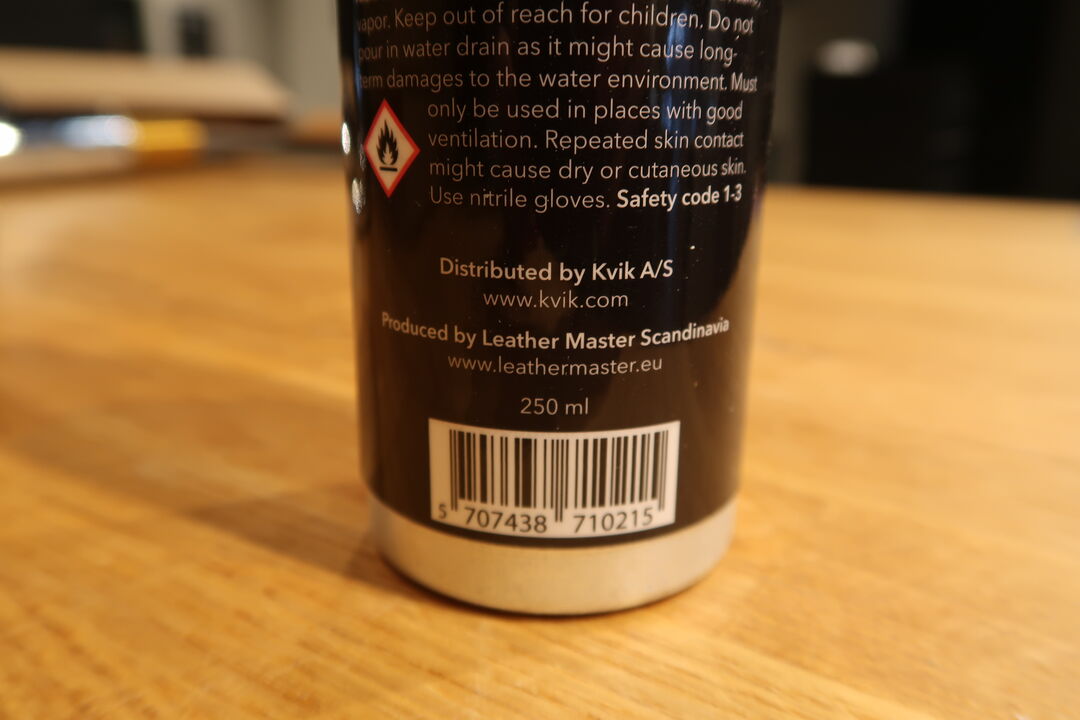 vapor. Keep out of reach for children. Do not
pour in water drain as it might cause long-
term damages to the water environment. Must
only be used in places with good
ventilation. Repeated skin contact
might cause dry or cutaneous skin.
Use nitrile gloves. Safety code 1-3
Distributed by Kvik A/S
www.kvik.com
Produced by Leather Master Scandinavia
www.leathermaster.eu
250 ml
5 707438 710215